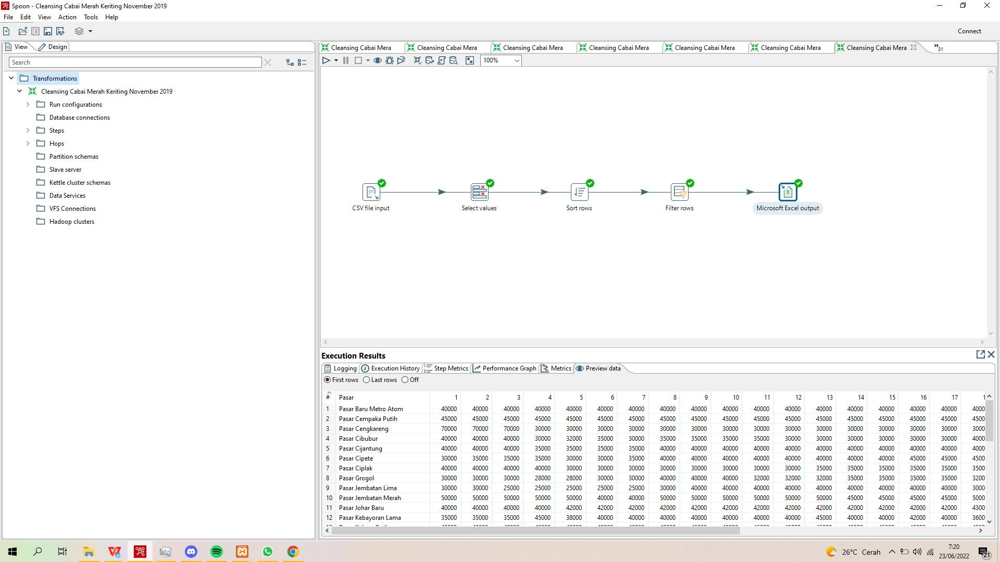 Spoon - Cleansing Cabai Merah Keriting November 2019
File Edit View Action Tools Help
Connect
View Design
Search
Transformations
Cleansing Cabai Merah Keriting November 2019
Run configurations
Database connections
Steps
Hops
Partition schemas
Slave server
Kettle cluster schemas
Data Services
VFS Connections
Hadoop clusters
Cleansing Cabai Mera Cleansing Cabai Mera Cleansing Cabai Mera Cleansing Cabai Mera Cleansing Cabai Mera Cleansing Cabai Mera Cleansing Cabai Mera »31
100%
CSV file input Select values Sort rows Filter rows Microsoft Excel output
Execution Results
Logging Execution History Step Metrics Performance Graph Metrics Preview data
First rows Last rows Off
# Pasar 1 2 3 4 5 6 7 8 9 10 11 12 13 14 15 16 17 1
1 Pasar Baru Metro Atom 40000 40000 40000 40000 40000 40000 40000 40000 40000 40000 40000 40000 40000 40000 40000 40000 40000 4000
2 Pasar Cempaka Putih 45000 45000 45000 45000 45000 45000 45000 45000 45000 45000 45000 45000 45000 45000 45000 45000 45000 4500
3 Pasar Cengkareng 70000 70000 70000 30000 30000 30000 30000 30000 30000 30000 30000 30000 30000 30000 30000 30000 30000 3000
4 Pasar Cibubur 40000 40000 40000 30000 32000 35000 30000 35000 35000 35000 35000 30000 30000 30000 30000 30000 30000 4000
5 Pasar Cijantung 40000 40000 40000 35000 35000 35000 35000 40000 40000 40000 40000 40000 40000 40000 40000 40000 40000 4000
6 Pasar Cipete 30000 35000 35000 35000 30000 30000 35000 40000 40000 40000 40000 40000 40000 40000 40000 45000 45000 4500
7 Pasar Ciplak 40000 40000 40000 40000 30000 30000 30000 30000 30000 30000 30000 30000 35000 35000 35000 35000 35000 3500
8 Pasar Grogol 30000 30000 30000 28000 28000 30000 30000 40000 40000 40000 32000 32000 32000 35000 35000 35000 35000 3200
9 Pasar Jembatan Lima 30000 30000 25000 25000 25000 25000 25000 30000 40000 40000 40000 40000 40000 40000 40000 40000 40000 3000
10 Pasar Jembatan Merah 50000 50000 50000 50000 50000 40000 40000 50000 50000 50000 50000 50000 50000 45000 45000 45000 45000 5000
11 Pasar Johar Baru 40000 40000 40000 40000 42000 42000 42000 42000 42000 42000 42000 42000 42000 42000 42000 42000 42000 4300
12 Pasar Kebayoran Lama 35000 35000 35000 45000 38000 40000 40000 40000 40000 40000 40000 40000 45000 40000 40000 42000 40000 3600
26°C Cerah
7:20
23/06/2022
21